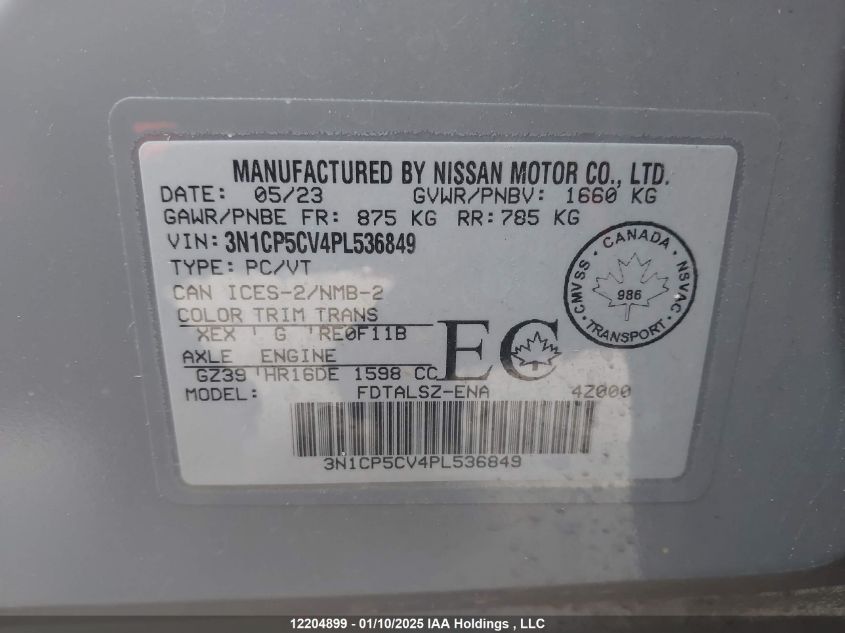 MANUFACTURED BY NISSAN MOTOR CO., LTD.
DATE: 05/23 GVWR/PNBV: 1660 KG
GAWR/PNBE FR: 875 KG RR: 785 KG
VIN: 3N1CP5CV4PL536849
TYPE: PC/VT
CAN ICES-2/NMB-2
COLOR TRIM TRANS
XEX ' G 'RE0F11B
AXLE ENGINE
GZ39 'HR16DE 1598 CC
EC
MODEL: FDTALSZ-ENA 4Z000
3N1CP5CV4PL536849
CANADA
CMVSS
NSVAC
986
TRANSPORT
12204899 - 01/10/2025 IAA Holdings , LLC